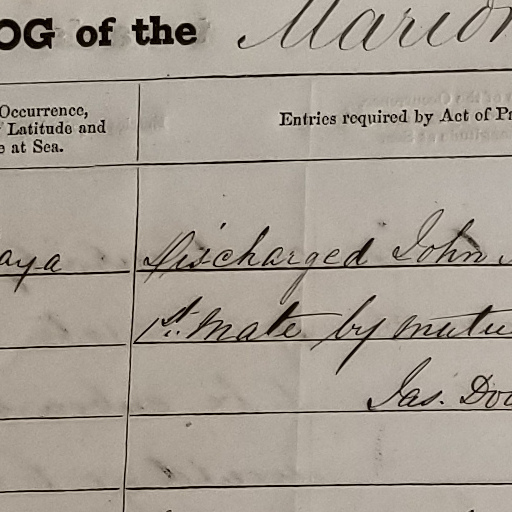 OG of the Marion
Occurrence,
Latitude and
e at Sea.
Entries required by Act of P
aya Discharged John
1st. Mate by mutu
Jas. Do